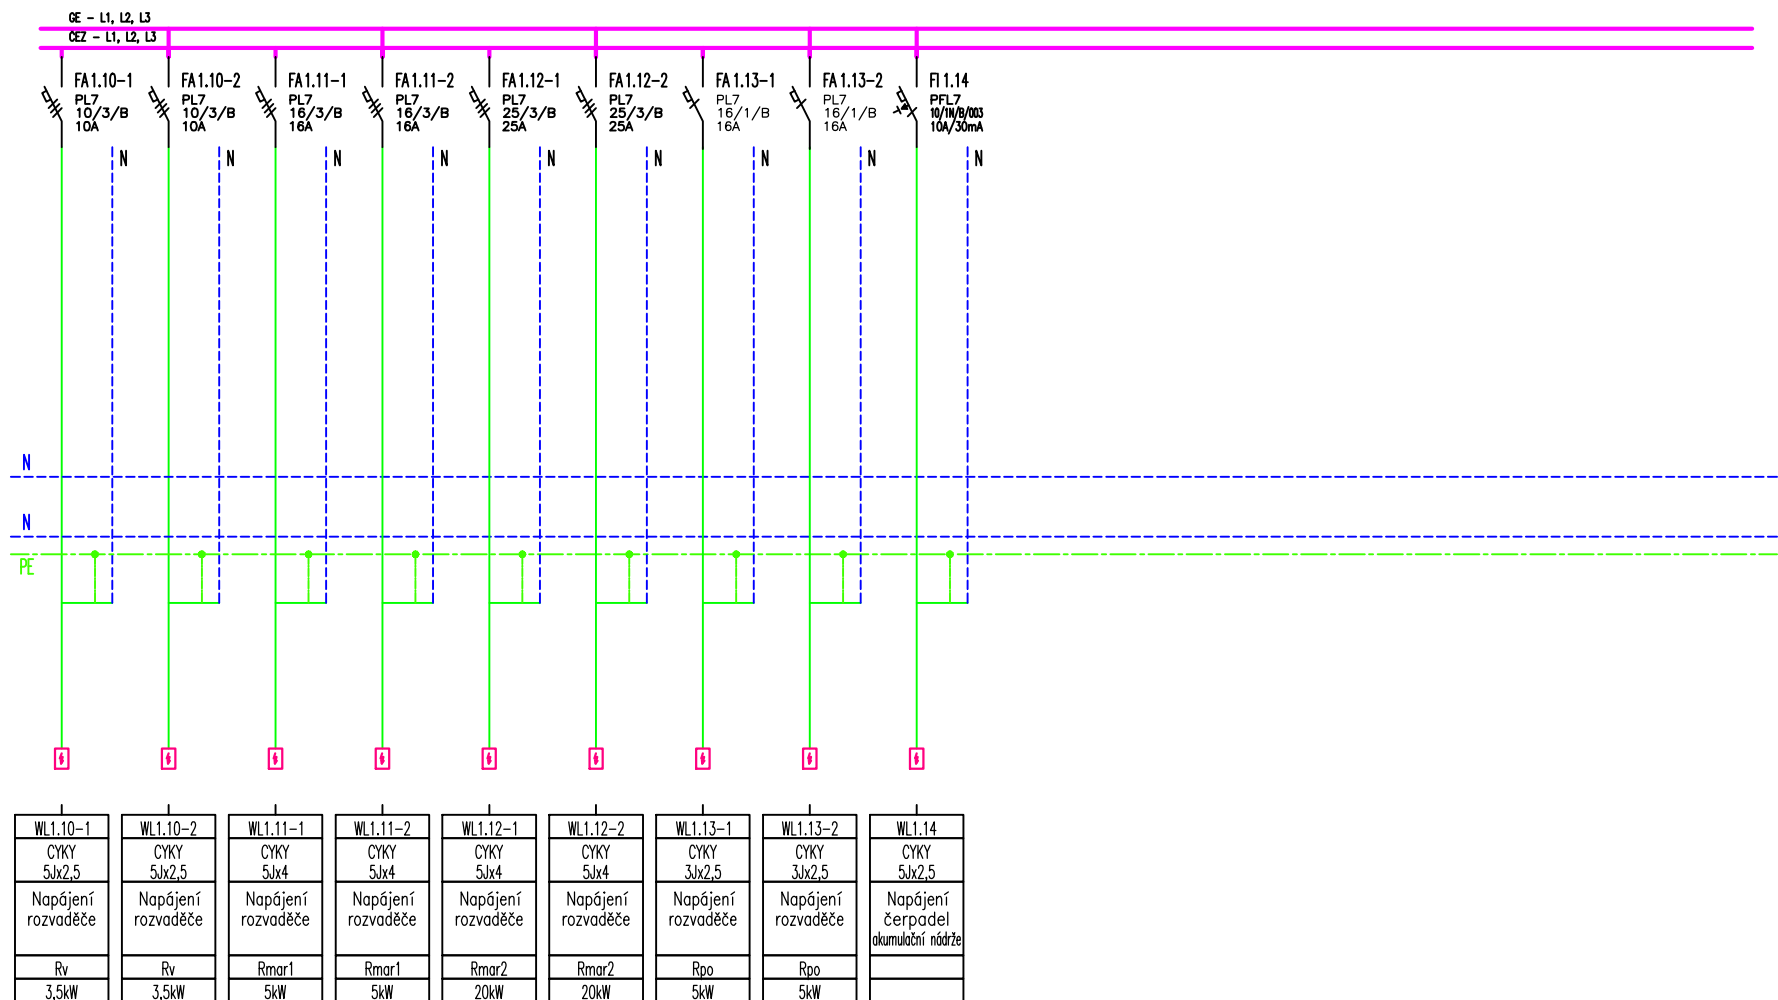 GE - L1, L2, L3
ČEZ - L1, L2, L3
FA1.10-1
PL7
10/3/B
10A
FA1.10-2
PL7
10/3/B
10A
FA1.11-1
PL7
16/3/B
16A
FA1.11-2
PL7
16/3/B
16A
FA1.12-1
PL7
25/3/B
25A
FA1.12-2
PL7
25/3/B
25A
FA1.13-1
PL7
16/1/B
16A
FA1.13-2
PL7
16/1/B
16A
FI1.14
PFL7
10/1N/B/003
10A/30mA
N N N N N N N N N
N
N
PE
WL1.10-1
CYKY
5Jx2,5
Napájení
rozvaděče
Rv
3,5kW
WL1.10-2
CYKY
5Jx2,5
Napájení
rozvaděče
Rv
3,5kW
WL1.11-1
CYKY
5Jx4
Napájení
rozvaděče
Rmar1
5kW
WL1.11-2
CYKY
5Jx4
Napájení
rozvaděče
Rmar1
5kW
WL1.12-1
CYKY
5Jx4
Napájení
rozvaděče
Rmar2
20kW
WL1.12-2
CYKY
5Jx4
Napájení
rozvaděče
Rmar2
20kW
WL1.13-1
CYKY
3Jx2,5
Napájení
rozvaděče
Rpo
5kW
WL1.13-2
CYKY
3Jx2,5
Napájení
rozvaděče
Rpo
5kW
WL1.14
CYKY
5Jx2,5
Napájení
čerpadel
akumulační nádrže